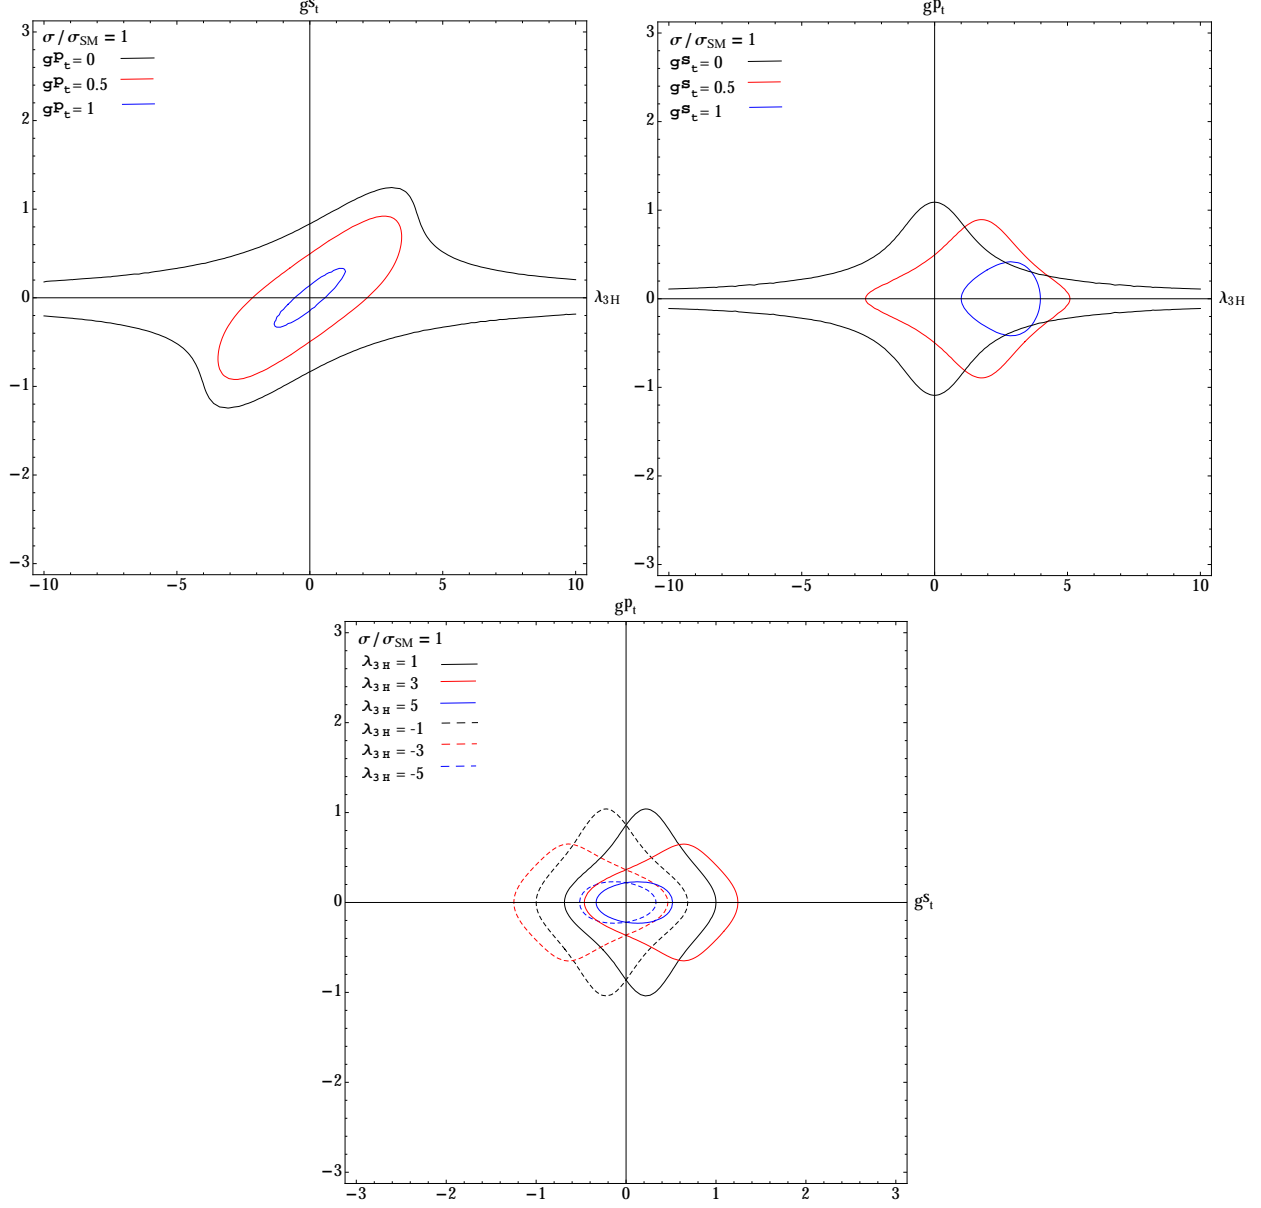 gS_t
σ/σ_SM = 1
gP_t = 0
gP_t = 0.5
gP_t = 1
3
2
1
0
−1
−2
−3
−10
−5
0
5
10
λ_3H
gP_t
σ/σ_SM = 1
gS_t = 0
gS_t = 0.5
gS_t = 1
3
2
1
0
−1
−2
−3
−10
−5
0
5
10
λ_3H
gP_t
σ/σ_SM = 1
λ_3H = 1
λ_3H = 3
λ_3H = 5
λ_3H = -1
λ_3H = -3
λ_3H = -5
3
2
1
0
−1
−2
−3
−3
−2
−1
0
1
2
3
gS_t